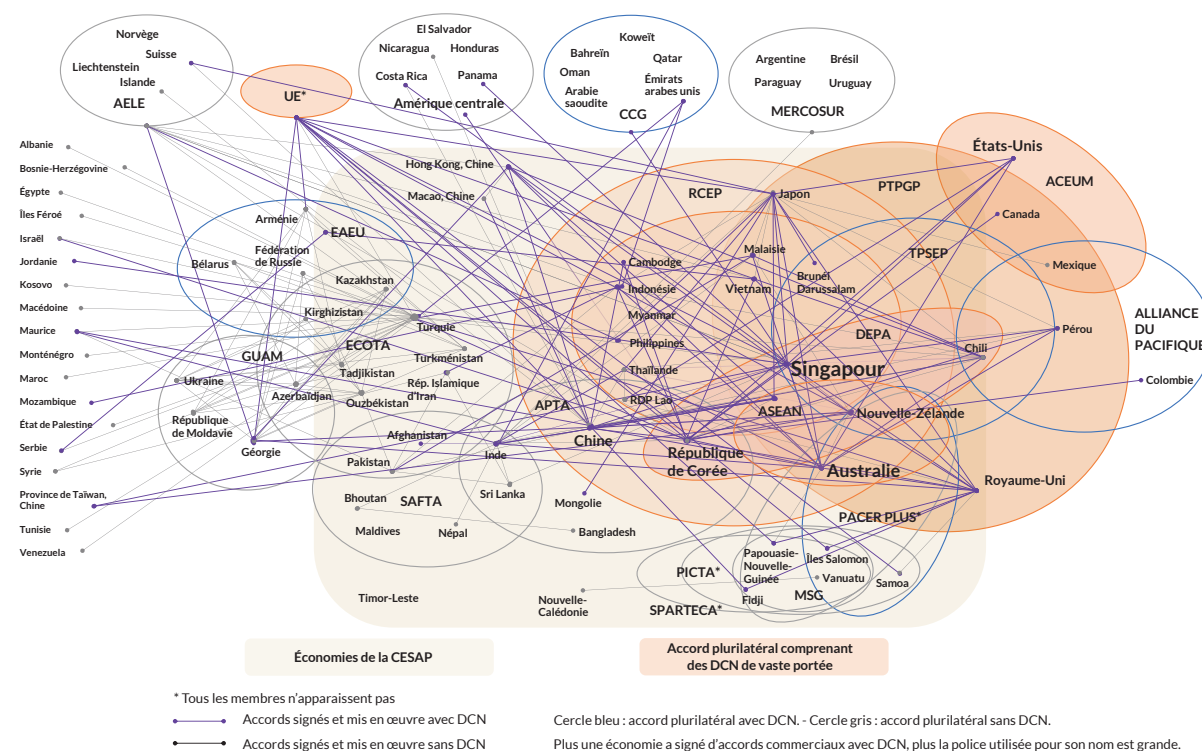 Norvège
Suisse
Liechtenstein
Islande
AELE
UE*
El Salvador
Nicaragua
Honduras
Costa Rica
Panama
Amérique centrale
Koweït
Bahreïn
Qatar
Oman
Émirats
arabes unis
Arabie
saoudite
CCG
Argentine
Brésil
Paraguay
Uruguay
MERCOSUR
États-Unis
ACEUM
Canada
Mexique
Albanie
Bosnie-Herzégovine
Égypte
Îles Féroé
Israël
Jordanie
Kosovo
Macédoine
Maurice
Monténégro
Maroc
Mozambique
État de Palestine
Serbie
Syrie
Province de Taïwan,
Chine
Tunisie
Venezuela
Hong Kong, Chine
Macao, Chine
Arménie
EAEU
Fédération
de Russie
Bélarus
Kazakhstan
Kirghizistan
Turquie
GUAM
ECOTA
Turkménistan
Tadjikistan
Ukraine
Azerbaïdjan
Rép. Islamique
d'Iran
Ouzbékistan
République
de Moldavie
Géorgie
Afghanistan
Pakistan
Inde
Bhoutan
SAFTA
Sri Lanka
Maldives
Népal
Bangladesh
Mongolie
RCEP
PTPGP
Japon
TPSEP
Malaisie
Cambodge
Brunéi
Darussalam
Indonésie
Vietnam
Myanmar
Philippines
DEPA
Chili
Thaïlande
Singapour
RDP Lao
APTA
ASEAN
Nouvelle-Zélande
Chine
République
de Corée
Australie
Pérou
ALLIANCE
DU
PACIFIQUE
Colombie
Royaume-Uni
PACER PLUS*
Papouasie-
Nouvelle-
Guinée
Îles Salomon
PICTA*
Vanuatu
Samoa
MSG
Fidji
SPARTECA*
Nouvelle-
Calédonie
Timor-Leste
Économies de la CESAP
Accord plurilatéral comprenant
des DCN de vaste portée
* Tous les membres n'apparaissent pas
Accords signés et mis en œuvre avec DCN
Cercle bleu : accord plurilatéral avec DCN. - Cercle gris : accord plurilatéral sans DCN.
Accords signés et mis en œuvre sans DCN
Plus une économie a signé d'accords commerciaux avec DCN, plus la police utilisée pour son nom est grande.